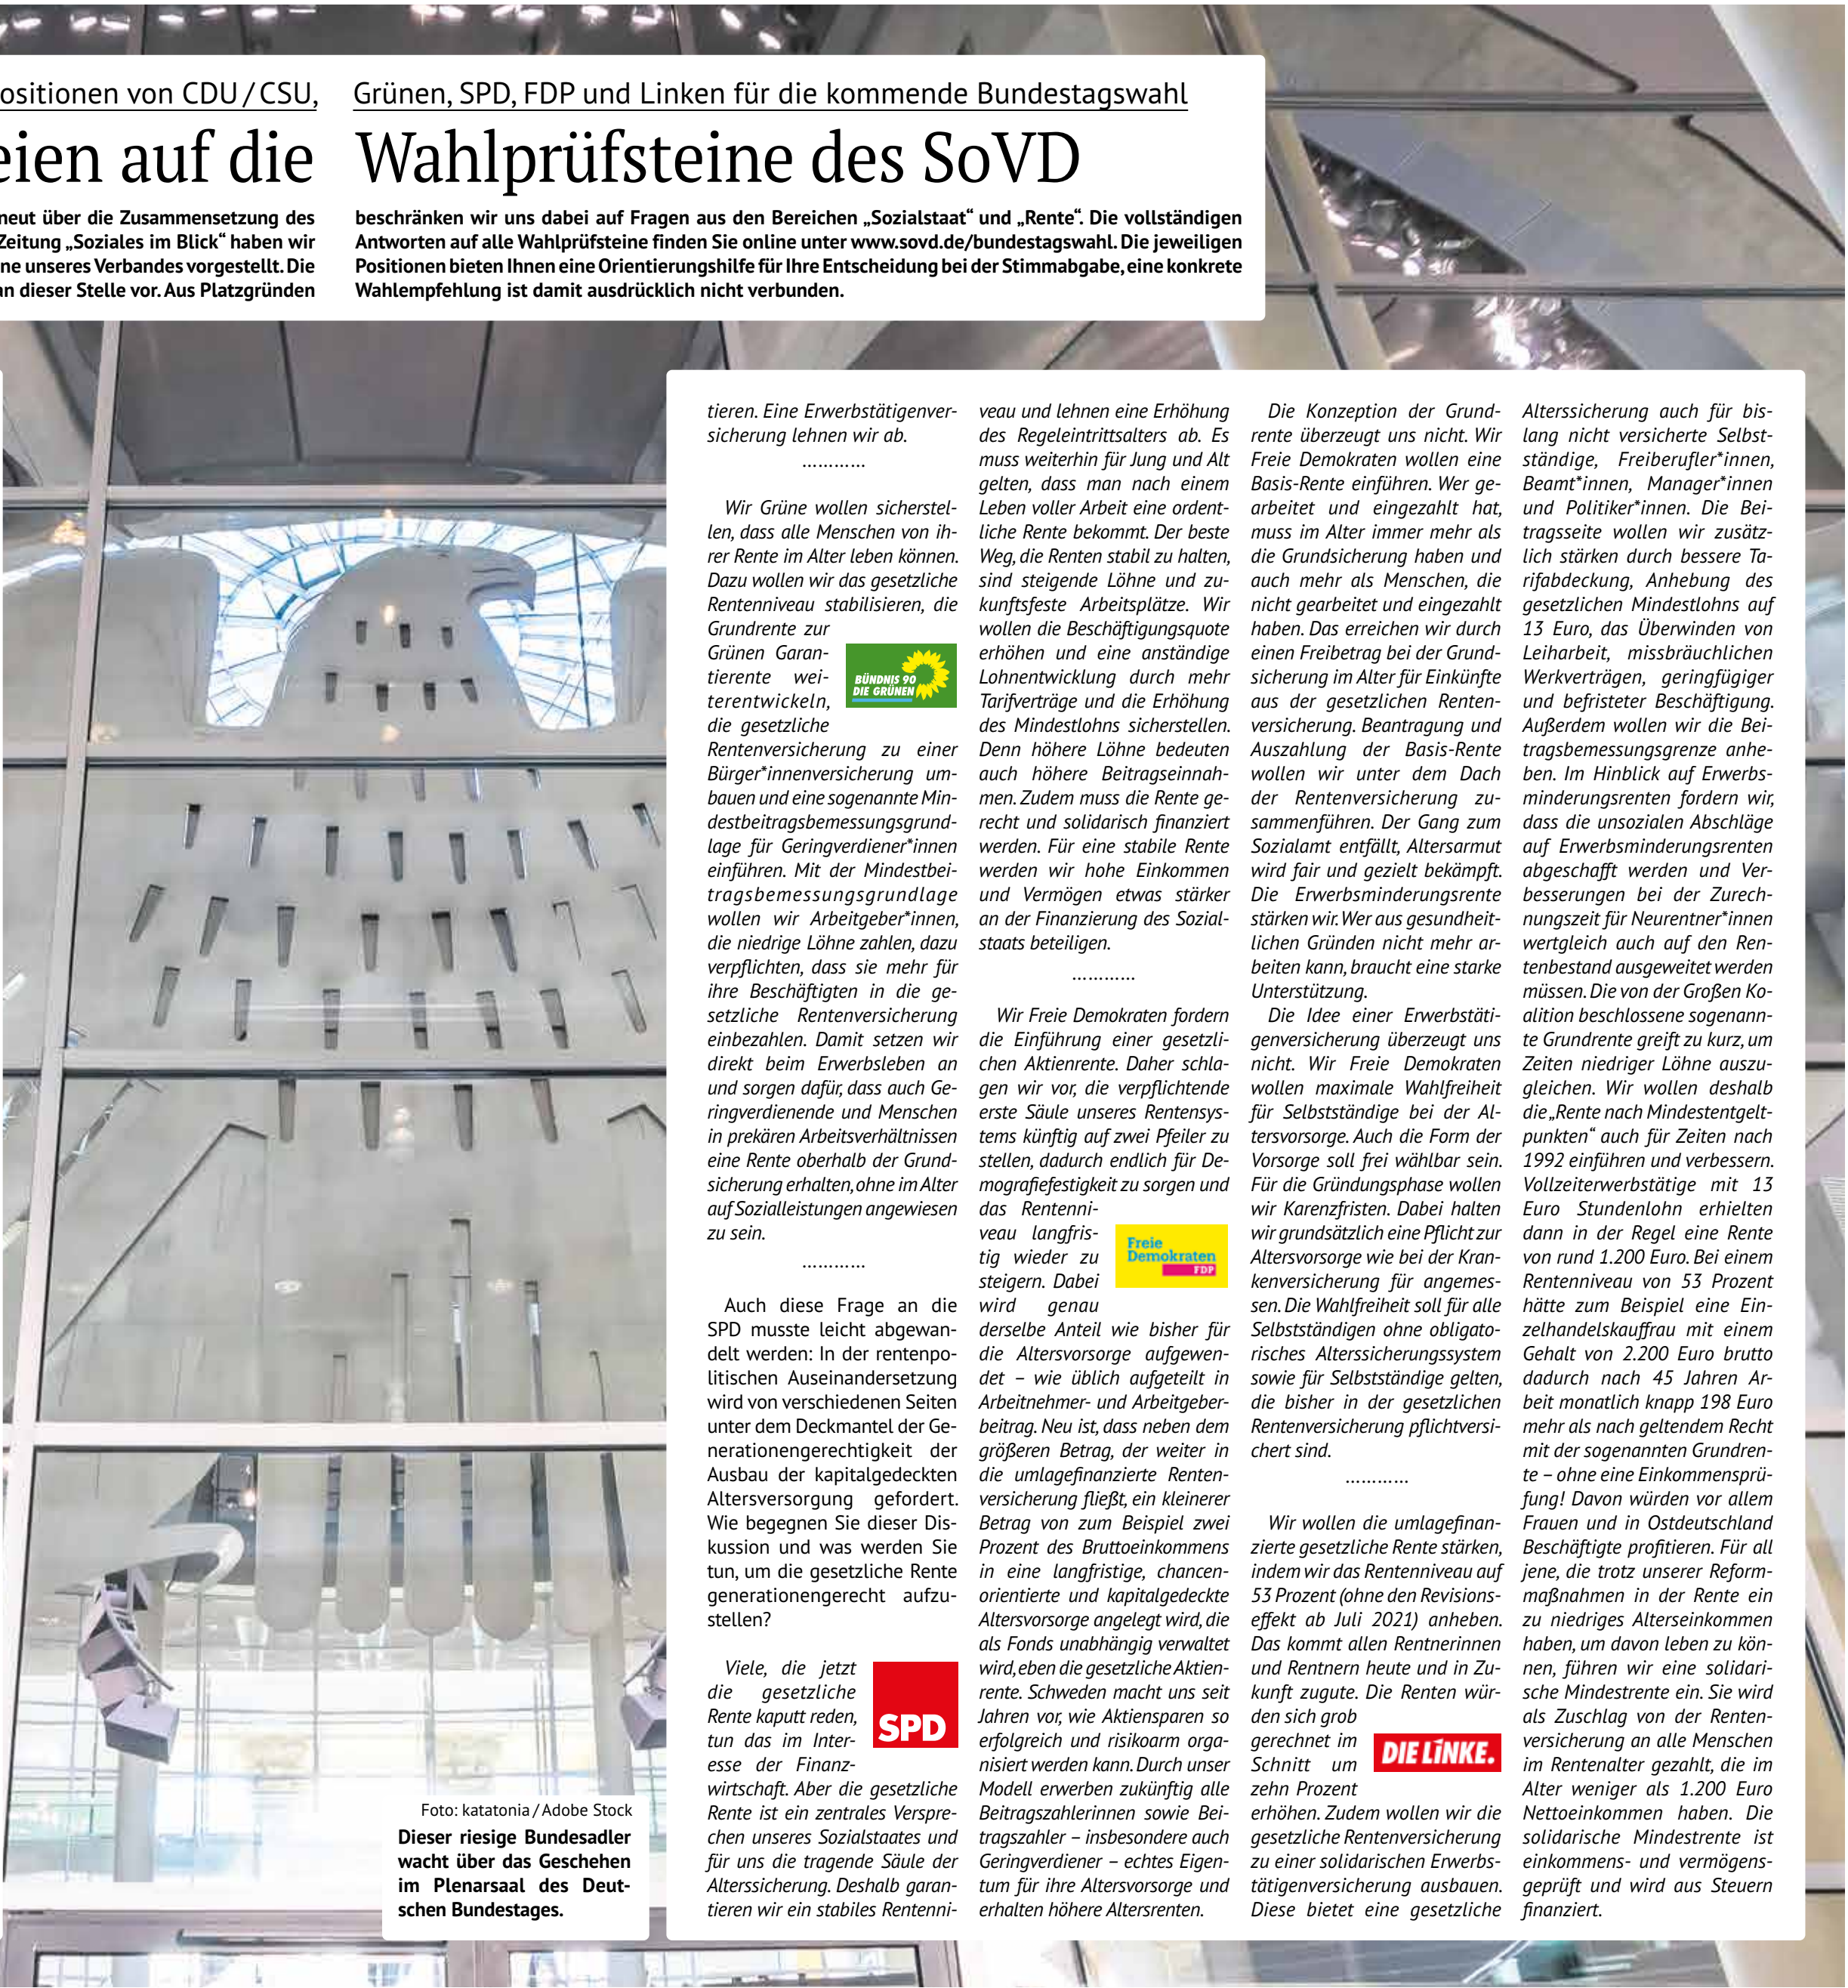 ositionen von CDU/CSU,
eien auf die
neut über die Zusammensetzung des
Zeitung „Soziales im Blick“ haben wir
ne unseres Verbandes vorgestellt. Die
an dieser Stelle vor. Aus Platzgründen
Grünen, SPD, FDP und Linken für die kommende Bundestagswahl
Wahlprüfsteine des SoVD
beschränken wir uns dabei auf Fragen aus den Bereichen „Sozialstaat“ und „Rente“. Die vollständigen
Antworten auf alle Wahlprüfsteine finden Sie online unter www.sovd.de/bundestagswahl. Die jeweiligen
Positionen bieten Ihnen eine Orientierungshilfe für Ihre Entscheidung bei der Stimmabgabe, eine konkrete
Wahlempfehlung ist damit ausdrücklich nicht verbunden.
Foto: katatonia / Adobe Stock
Dieser riesige Bundesadler
wacht über das Geschehen
im Plenarsaal des Deut-
schen Bundestages.
tieren. Eine Erwerbstätigenver-
sicherung lehnen wir ab.
............
Wir Grüne wollen sicherstel-
len, dass alle Menschen von ih-
rer Rente im Alter leben können.
Dazu wollen wir das gesetzliche
Rentenniveau stabilisieren, die
Grundrente zur
Grünen Garan-
tierente wei-
terentwickeln,
die gesetzliche
BÜNDNIS 90
DIE GRÜNEN
Rentenversicherung zu einer
Bürger*innenversicherung um-
bauen und eine sogenannte Min-
destbeitragsbemessungsgrund-
lage für Geringverdiener*innen
einführen. Mit der Mindestbei-
tragsbemessungsgrundlage
wollen wir Arbeitgeber*innen,
die niedrige Löhne zahlen, dazu
verpflichten, dass sie mehr für
ihre Beschäftigten in die ge-
setzliche Rentenversicherung
einbezahlen. Damit setzen wir
direkt beim Erwerbsleben an
und sorgen dafür, dass auch Ge-
ringverdienende und Menschen
in prekären Arbeitsverhältnissen
eine Rente oberhalb der Grund-
sicherung erhalten, ohne im Alter
auf Sozialleistungen angewiesen
zu sein.
............
Auch diese Frage an die
SPD musste leicht abgewan-
delt werden: In der rentenpo-
litischen Auseinandersetzung
wird von verschiedenen Seiten
unter dem Deckmantel der Ge-
nerationengerechtigkeit der
Ausbau der kapitalgedeckten
Altersversorgung gefordert.
Wie begegnen Sie dieser Dis-
kussion und was werden Sie
tun, um die gesetzliche Rente
generationengerecht aufzu-
stellen?
Viele, die jetzt
die gesetzliche
Rente kaputt reden,
tun das im Inter-
esse der Finanz-
SPD
wirtschaft. Aber die gesetzliche
Rente ist ein zentrales Verspre-
chen unseres Sozialstaates und
für uns die tragende Säule der
Alterssicherung. Deshalb garan-
tieren wir ein stabiles Rentenni-
veau und lehnen eine Erhöhung
des Regeleintrittsalters ab. Es
muss weiterhin für Jung und Alt
gelten, dass man nach einem
Leben voller Arbeit eine ordent-
liche Rente bekommt. Der beste
Weg, die Renten stabil zu halten,
sind steigende Löhne und zu-
kunftsfeste Arbeitsplätze. Wir
wollen die Beschäftigungsquote
erhöhen und eine anständige
Lohnentwicklung durch mehr
Tarifverträge und die Erhöhung
des Mindestlohns sicherstellen.
Denn höhere Löhne bedeuten
auch höhere Beitragseinnah-
men. Zudem muss die Rente ge-
recht und solidarisch finanziert
werden. Für eine stabile Rente
werden wir hohe Einkommen
und Vermögen etwas stärker
an der Finanzierung des Sozial-
staats beteiligen.
............
Wir Freie Demokraten fordern
die Einführung einer gesetzli-
chen Aktienrente. Daher schla-
gen wir vor, die verpflichtende
erste Säule unseres Rentensys-
tems künftig auf zwei Pfeiler zu
stellen, dadurch endlich für De-
mografiefestigkeit zu sorgen und
das Rentenni-
veau langfris-
tig wieder zu
steigern. Dabei
wird genau
Freie
Demokraten
FDP
derselbe Anteil wie bisher für
die Altersvorsorge aufgewen-
det – wie üblich aufgeteilt in
Arbeitnehmer- und Arbeitgeber-
beitrag. Neu ist, dass neben dem
größeren Betrag, der weiter in
die umlagefinanzierte Renten-
versicherung fließt, ein kleinerer
Betrag von zum Beispiel zwei
Prozent des Bruttoeinkommens
in eine langfristige, chancen-
orientierte und kapitalgedeckte
Altersvorsorge angelegt wird, die
als Fonds unabhängig verwaltet
wird, eben die gesetzliche Aktien-
rente. Schweden macht uns seit
Jahren vor, wie Aktiensparen so
erfolgreich und risikoarm orga-
nisiert werden kann. Durch unser
Modell erwerben zukünftig alle
Beitragszahlerinnen sowie Bei-
tragszahler – insbesondere auch
Geringverdiener – echtes Eigen-
tum für ihre Altersvorsorge und
erhalten höhere Altersrenten.
Die Konzeption der Grund-
rente überzeugt uns nicht. Wir
Freie Demokraten wollen eine
Basis-Rente einführen. Wer ge-
arbeitet und eingezahlt hat,
muss im Alter immer mehr als
die Grundsicherung haben und
auch mehr als Menschen, die
nicht gearbeitet und eingezahlt
haben. Das erreichen wir durch
einen Freibetrag bei der Grund-
sicherung im Alter für Einkünfte
aus der gesetzlichen Renten-
versicherung. Beantragung und
Auszahlung der Basis-Rente
wollen wir unter dem Dach
der Rentenversicherung zu-
sammenführen. Der Gang zum
Sozialamt entfällt, Altersarmut
wird fair und gezielt bekämpft.
Die Erwerbsminderungsrente
stärken wir. Wer aus gesundheit-
lichen Gründen nicht mehr ar-
beiten kann, braucht eine starke
Unterstützung.
Die Idee einer Erwerbstäti-
genversicherung überzeugt uns
nicht. Wir Freie Demokraten
wollen maximale Wahlfreiheit
für Selbstständige bei der Al-
tersvorsorge. Auch die Form der
Vorsorge soll frei wählbar sein.
Für die Gründungsphase wollen
wir Karenzfristen. Dabei halten
wir grundsätzlich eine Pflicht zur
Altersvorsorge wie bei der Kran-
kenversicherung für angemes-
sen. Die Wahlfreiheit soll für alle
Selbstständigen ohne obligato-
risches Alterssicherungssystem
sowie für Selbstständige gelten,
die bisher in der gesetzlichen
Rentenversicherung pflichtversi-
chert sind.
............
Wir wollen die umlagefinan-
zierte gesetzliche Rente stärken,
indem wir das Rentenniveau auf
53 Prozent (ohne den Revisions-
effekt ab Juli 2021) anheben.
Das kommt allen Rentnerinnen
und Rentnern heute und in Zu-
kunft zugute. Die Renten wür-
den sich grob
gerechnet im
Schnitt um
zehn Prozent
DIE LiNKE.
erhöhen. Zudem wollen wir die
gesetzliche Rentenversicherung
zu einer solidarischen Erwerbs-
tätigenversicherung ausbauen.
Diese bietet eine gesetzliche
Alterssicherung auch für bis-
lang nicht versicherte Selbst-
ständige, Freiberufler*innen,
Beamt*innen, Manager*innen
und Politiker*innen. Die Bei-
tragsseite wollen wir zusätz-
lich stärken durch bessere Ta-
rifabdeckung, Anhebung des
gesetzlichen Mindestlohns auf
13 Euro, das Überwinden von
Leiharbeit, missbräuchlichen
Werkverträgen, geringfügiger
und befristeter Beschäftigung.
Außerdem wollen wir die Bei-
tragsbemessungsgrenze anhe-
ben. Im Hinblick auf Erwerbs-
minderungsrenten fordern wir,
dass die unsozialen Abschläge
auf Erwerbsminderungsrenten
abgeschafft werden und Ver-
besserungen bei der Zurech-
nungszeit für Neurentner*innen
wertgleich auch auf den Ren-
tenbestand ausgeweitet werden
müssen. Die von der Großen Ko-
alition beschlossene sogenann-
te Grundrente greift zu kurz, um
Zeiten niedriger Löhne auszu-
gleichen. Wir wollen deshalb
die „Rente nach Mindestentgelt-
punkten“ auch für Zeiten nach
1992 einführen und verbessern.
Vollzeiterwerbstätige mit 13
Euro Stundenlohn erhielten
dann in der Regel eine Rente
von rund 1.200 Euro. Bei einem
Rentenniveau von 53 Prozent
hätte zum Beispiel eine Ein-
zelhandelskauffrau mit einem
Gehalt von 2.200 Euro brutto
dadurch nach 45 Jahren Ar-
beit monatlich knapp 198 Euro
mehr als nach geltendem Recht
mit der sogenannten Grundren-
te – ohne eine Einkommensprü-
fung! Davon würden vor allem
Frauen und in Ostdeutschland
Beschäftigte profitieren. Für all
jene, die trotz unserer Reform-
maßnahmen in der Rente ein
zu niedriges Alterseinkommen
haben, um davon leben zu kön-
nen, führen wir eine solidari-
sche Mindestrente ein. Sie wird
als Zuschlag von der Renten-
versicherung an alle Menschen
im Rentenalter gezahlt, die im
Alter weniger als 1.200 Euro
Nettoeinkommen haben. Die
solidarische Mindestrente ist
einkommens- und vermögens-
geprüft und wird aus Steuern
finanziert.